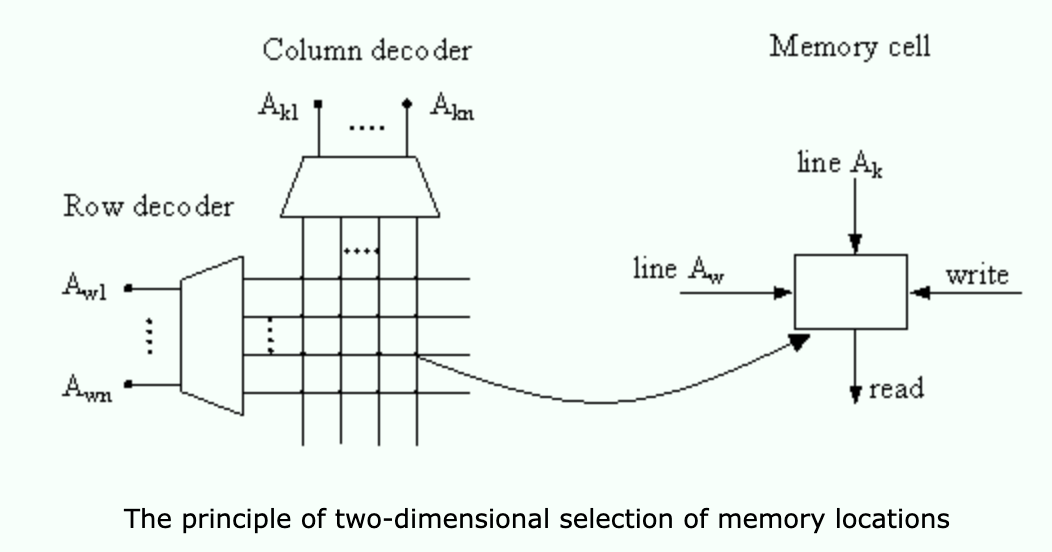 Column decoder
Memory cell
Akl
....
Akn
line Ak
Row decoder
....
line Aw
write
Awl
....
....
Awn
read
The principle of two-dimensional selection of memory locations